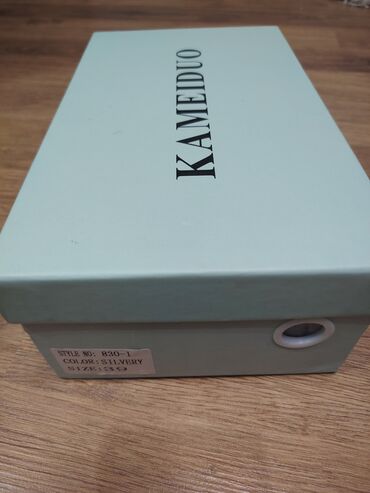 KAMEIDUO
STYLE NO: 830-1
COLOR:SILVERY
SIZE:39